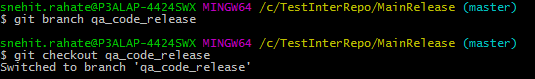 snehit.rahate@P3ALAP-4424SWX MINGW64 /c/TestInterRepo/MainRelease (master)
$ git branch qa_code_release
snehit.rahate@P3ALAP-4424SWX MINGW64 /c/TestInterRepo/MainRelease (master)
$ git checkout qa_code_release
Switched to branch 'qa_code_release'